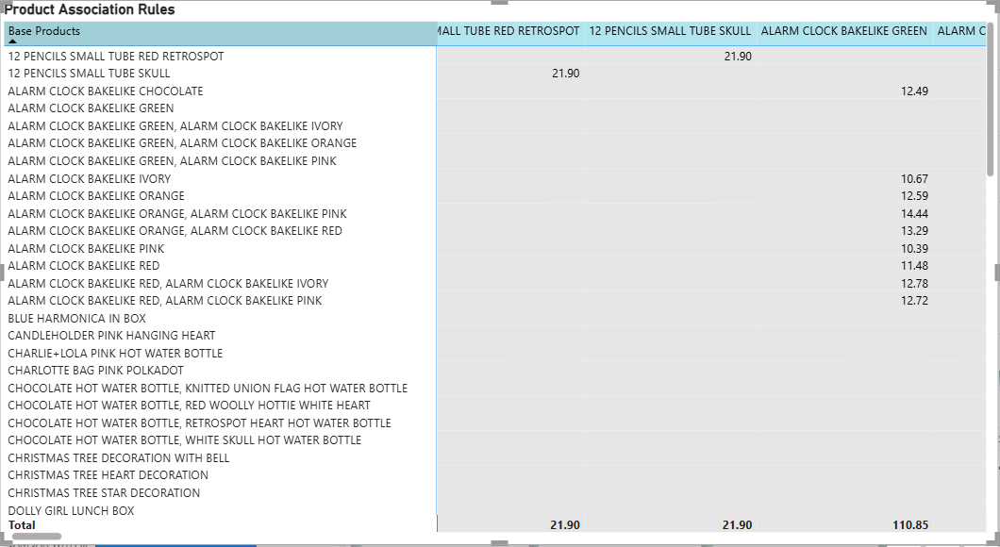 Product Association Rules
Base Products MALL TUBE RED RETROSPOT 12 PENCILS SMALL TUBE SKULL ALARM CLOCK BAKELIKE GREEN ALARM C
12 PENCILS SMALL TUBE RED RETROSPOT 21.90
12 PENCILS SMALL TUBE SKULL 21.90
ALARM CLOCK BAKELIKE CHOCOLATE 12.49
ALARM CLOCK BAKELIKE GREEN
ALARM CLOCK BAKELIKE GREEN, ALARM CLOCK BAKELIKE IVORY
ALARM CLOCK BAKELIKE GREEN, ALARM CLOCK BAKELIKE ORANGE
ALARM CLOCK BAKELIKE GREEN, ALARM CLOCK BAKELIKE PINK
ALARM CLOCK BAKELIKE IVORY 10.67
ALARM CLOCK BAKELIKE ORANGE 12.59
ALARM CLOCK BAKELIKE ORANGE, ALARM CLOCK BAKELIKE PINK 14.44
ALARM CLOCK BAKELIKE ORANGE, ALARM CLOCK BAKELIKE RED 13.29
ALARM CLOCK BAKELIKE PINK 10.39
ALARM CLOCK BAKELIKE RED 11.48
ALARM CLOCK BAKELIKE RED, ALARM CLOCK BAKELIKE IVORY 12.78
ALARM CLOCK BAKELIKE RED, ALARM CLOCK BAKELIKE PINK 12.72
BLUE HARMONICA IN BOX
CANDLEHOLDER PINK HANGING HEART
CHARLIE+LOLA PINK HOT WATER BOTTLE
CHARLOTTE BAG PINK POLKADOT
CHOCOLATE HOT WATER BOTTLE, KNITTED UNION FLAG HOT WATER BOTTLE
CHOCOLATE HOT WATER BOTTLE, RED WOOLLY HOTTIE WHITE HEART
CHOCOLATE HOT WATER BOTTLE, RETROSPOT HEART HOT WATER BOTTLE
CHOCOLATE HOT WATER BOTTLE, WHITE SKULL HOT WATER BOTTLE
CHRISTMAS TREE DECORATION WITH BELL
CHRISTMAS TREE HEART DECORATION
CHRISTMAS TREE STAR DECORATION
DOLLY GIRL LUNCH BOX
Total 21.90 21.90 110.85